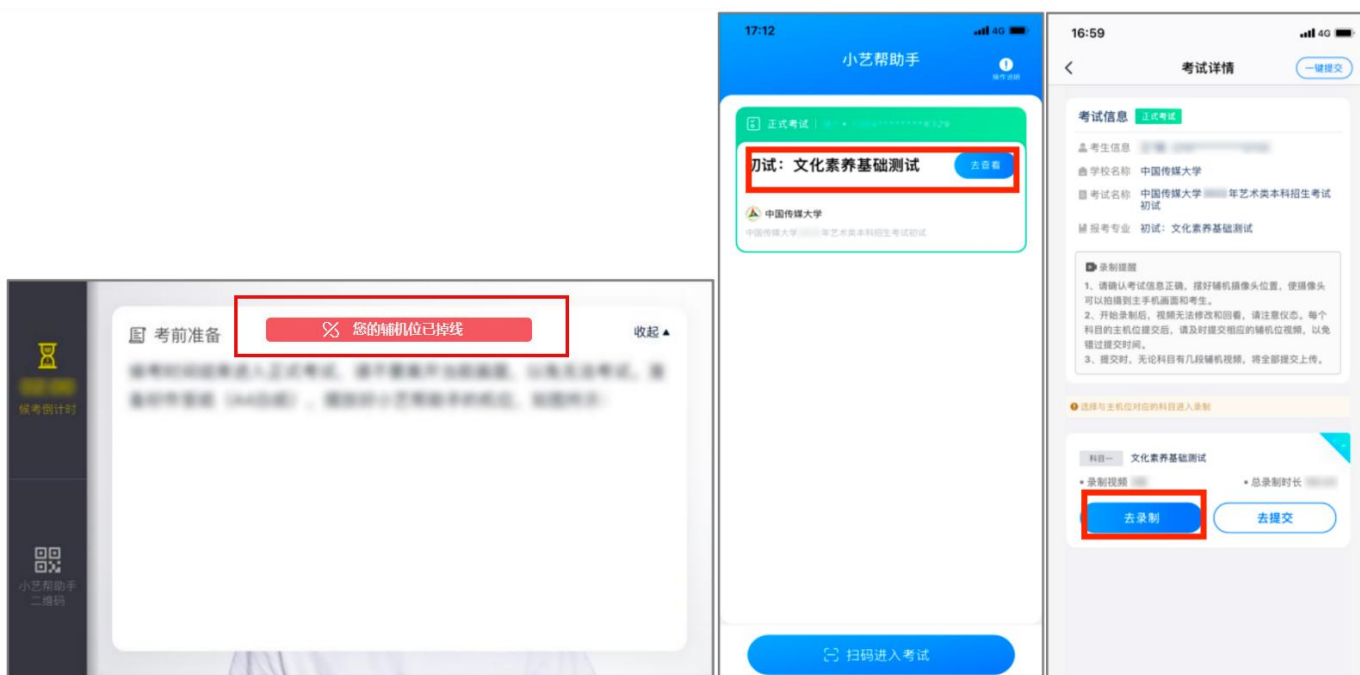 候考倒计时
小艺帮助手
二维码
考前准备
您的辅机位已掉线
收起▲
17:12
4G
小艺帮助手
操作说明
正式考试
初试：文化素养基础测试
去查看
中国传媒大学
中国传媒大学 年艺术类本科招生考试初试
扫码进入考试
16:59
4G
考试详情
一键提交
考试信息
正式考试
考生信息
学校名称 中国传媒大学
考试名称 中国传媒大学 年艺术类本科招生考试
初试
报考专业 初试：文化素养基础测试
录制提醒
1、请确认考试信息正确，摆好辅机摄像头位置，使摄像头
可以拍摄到主手机画面和考生。
2、开始录制后，视频无法修改和回看，请注意仪态。每个
科目的主机位提交后，请及时提交相应的辅机位视频，以免
错过提交时间。
3、提交时，无论科目有几段辅机视频，将全部提交上传。
选择与主机位对应的科目进入录制
科目一 文化素养基础测试
• 录制视频
• 总录制时长
去录制
去提交